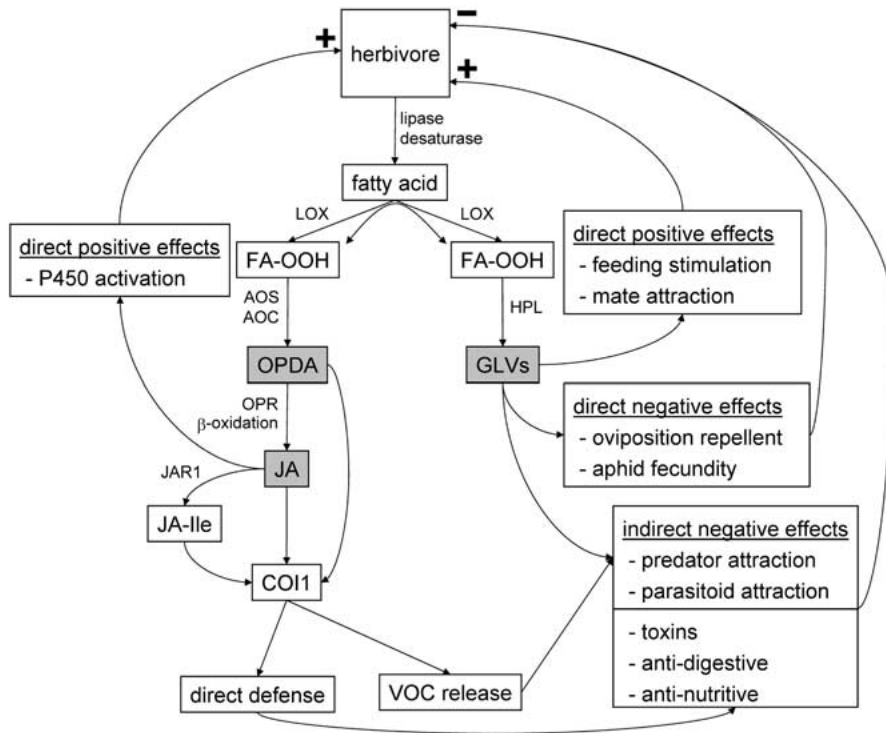 +
−
herbivore
+
lipase
desaturase
fatty acid
LOX
LOX
direct positive effects
- P450 activation
FA-OOH
FA-OOH
direct positive effects
- feeding stimulation
- mate attraction
AOS
AOC
HPL
OPDA
GLVs
OPR
β-oxidation
direct negative effects
- oviposition repellent
- aphid fecundity
JAR1
JA
JA-Ile
indirect negative effects
- predator attraction
- parasitoid attraction
COI1
- toxins
- anti-digestive
- anti-nutritive
direct defense
VOC release